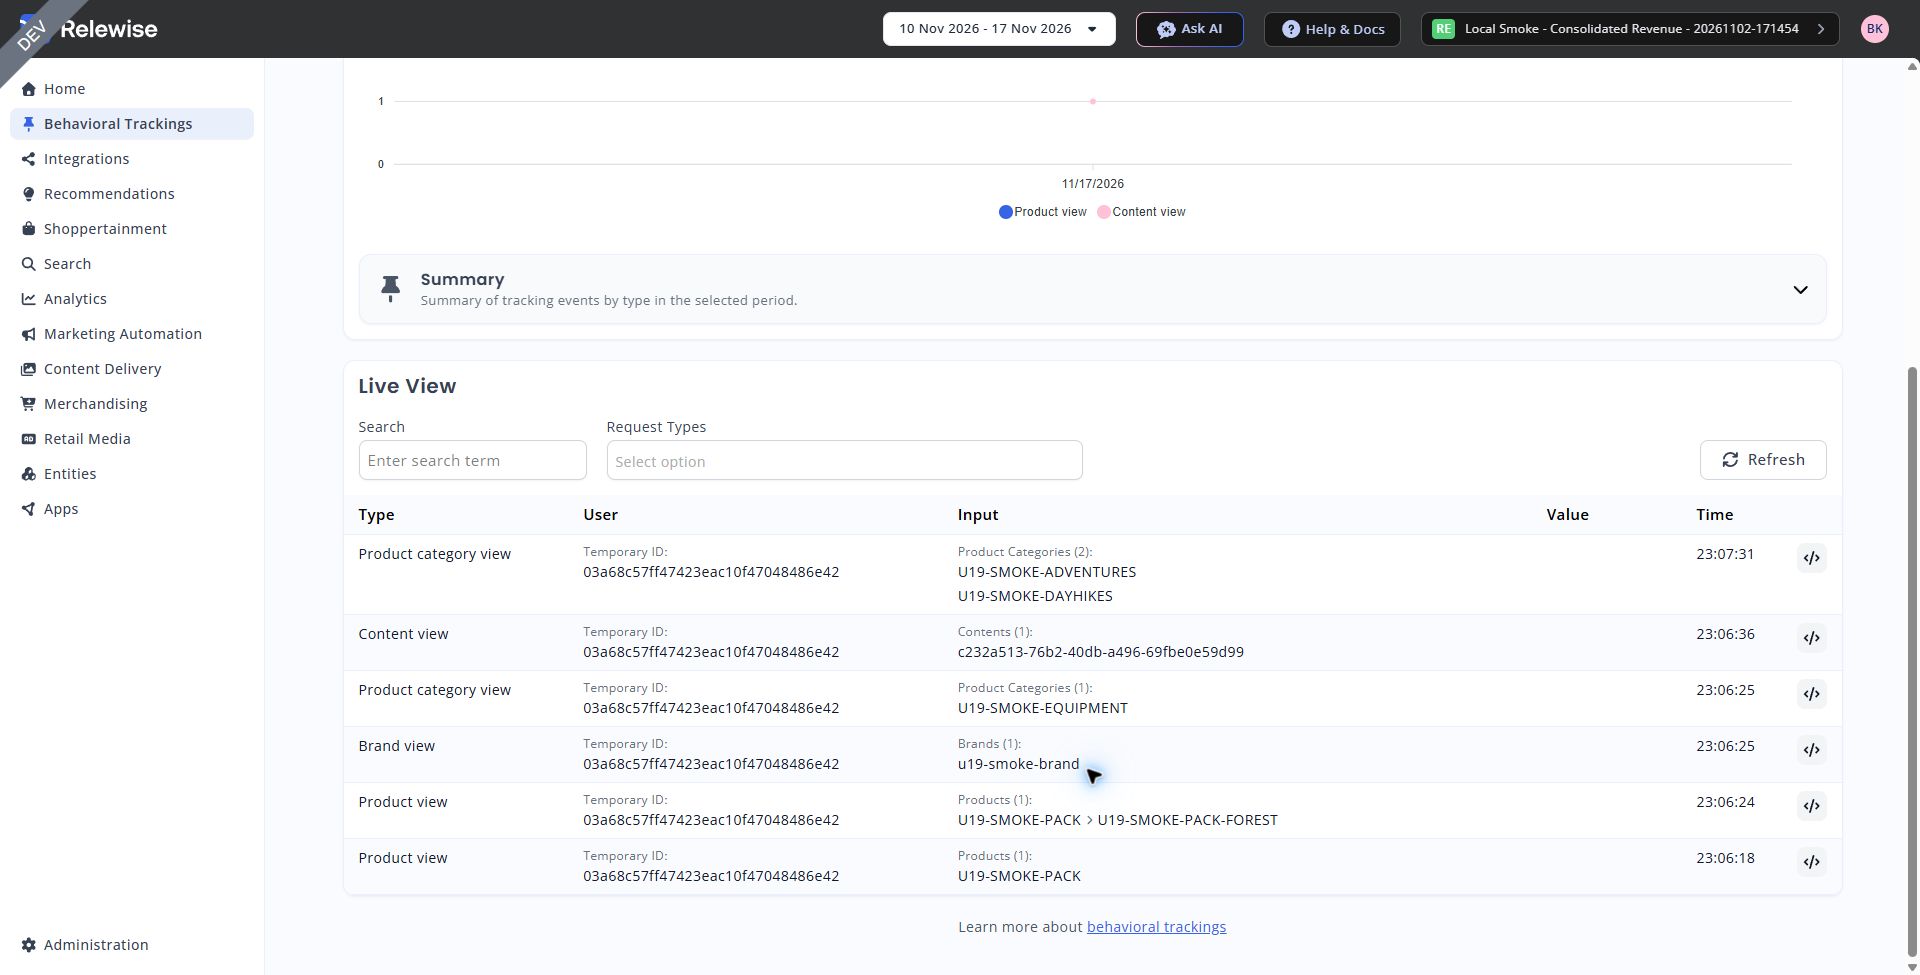 DEV
Relewise
10 Nov 2026 - 17 Nov 2026
Ask AI
Help & Docs
RE
Local Smoke - Consolidated Revenue - 20261102-171454
BK
Home
Behavioral Trackings
Integrations
Recommendations
Shoppertainment
Search
Analytics
Marketing Automation
Content Delivery
Merchandising
AD
Retail Media
Entities
Apps
Administration
1
0
11/17/2026
Product view
Content view
Summary
Summary of tracking events by type in the selected period.
Live View
Search
Request Types
Enter search term
Select option
Refresh
Type User Input Value Time
Product category view
Temporary ID:
03a68c57ff47423eac10f47048486e42
Product Categories (2):
U19-SMOKE-ADVENTURES
U19-SMOKE-DAYHIKES
23:07:31
Content view
Temporary ID:
03a68c57ff47423eac10f47048486e42
Contents (1):
c232a513-76b2-40db-a496-69fbe0e59d99
23:06:36
Product category view
Temporary ID:
03a68c57ff47423eac10f47048486e42
Product Categories (1):
U19-SMOKE-EQUIPMENT
23:06:25
Brand view
Temporary ID:
03a68c57ff47423eac10f47048486e42
Brands (1):
u19-smoke-brand
23:06:25
Product view
Temporary ID:
03a68c57ff47423eac10f47048486e42
Products (1):
U19-SMOKE-PACK > U19-SMOKE-PACK-FOREST
23:06:24
Product view
Temporary ID:
03a68c57ff47423eac10f47048486e42
Products (1):
U19-SMOKE-PACK
23:06:18
Learn more about behavioral trackings